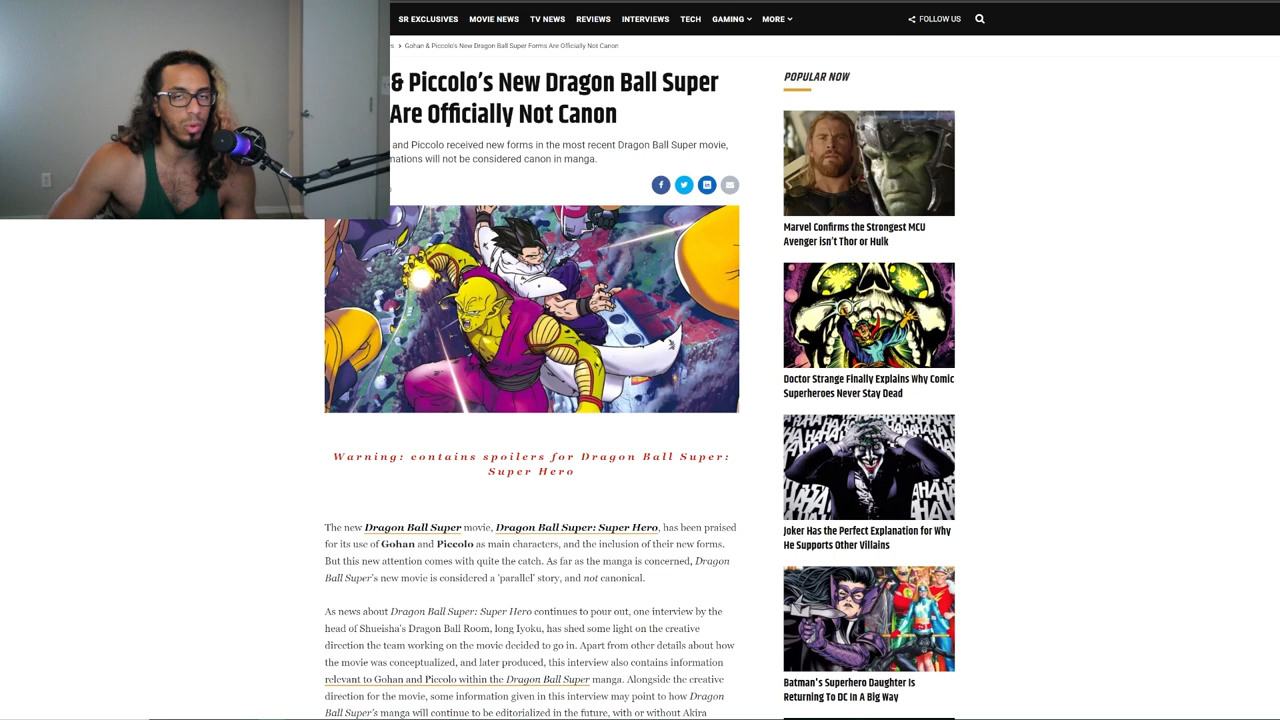 SR EXCLUSIVES MOVIE NEWS TV NEWS REVIEWS INTERVIEWS TECH GAMING MORE FOLLOW US
Gohan & Piccolo's New Dragon Ball Super Forms Are Officially Not Canon
& Piccolo's New Dragon Ball Super
Are Officially Not Canon
and Piccolo received new forms in the most recent Dragon Ball Super movie,
mations will not be considered canon in manga.
Warning: contains spoilers for Dragon Ball Super:
Super Hero
The new Dragon Ball Super movie, Dragon Ball Super: Super Hero, has been praised
for its use of Gohan and Piccolo as main characters, and the inclusion of their new forms.
But this new attention comes with quite the catch. As far as the manga is concerned, Dragon
Ball Super's new movie is considered a 'parallel' story, and not canonical.
As news about Dragon Ball Super: Super Hero continues to pour out, one interview by the
head of Shueisha's Dragon Ball Room, long Iyoku, has shed some light on the creative
direction the team working on the movie decided to go in. Apart from other details about how
the movie was conceptualized, and later produced, this interview also contains information
relevant to Gohan and Piccolo within the Dragon Ball Super manga. Alongside the creative
direction for the movie, some information given in this interview may point to how Dragon
Ball Super's manga will continue to be editorialized in the future, with or without Akira
POPULAR NOW
Marvel Confirms the Strongest MCU
Avenger isn't Thor or Hulk
Doctor Strange Finally Explains Why Comic
Superheroes Never Stay Dead
HAHAHA
Joker Has the Perfect Explanation for Why
He Supports Other Villains
Batman's Superhero Daughter Is
Returning To DC In A Big Way